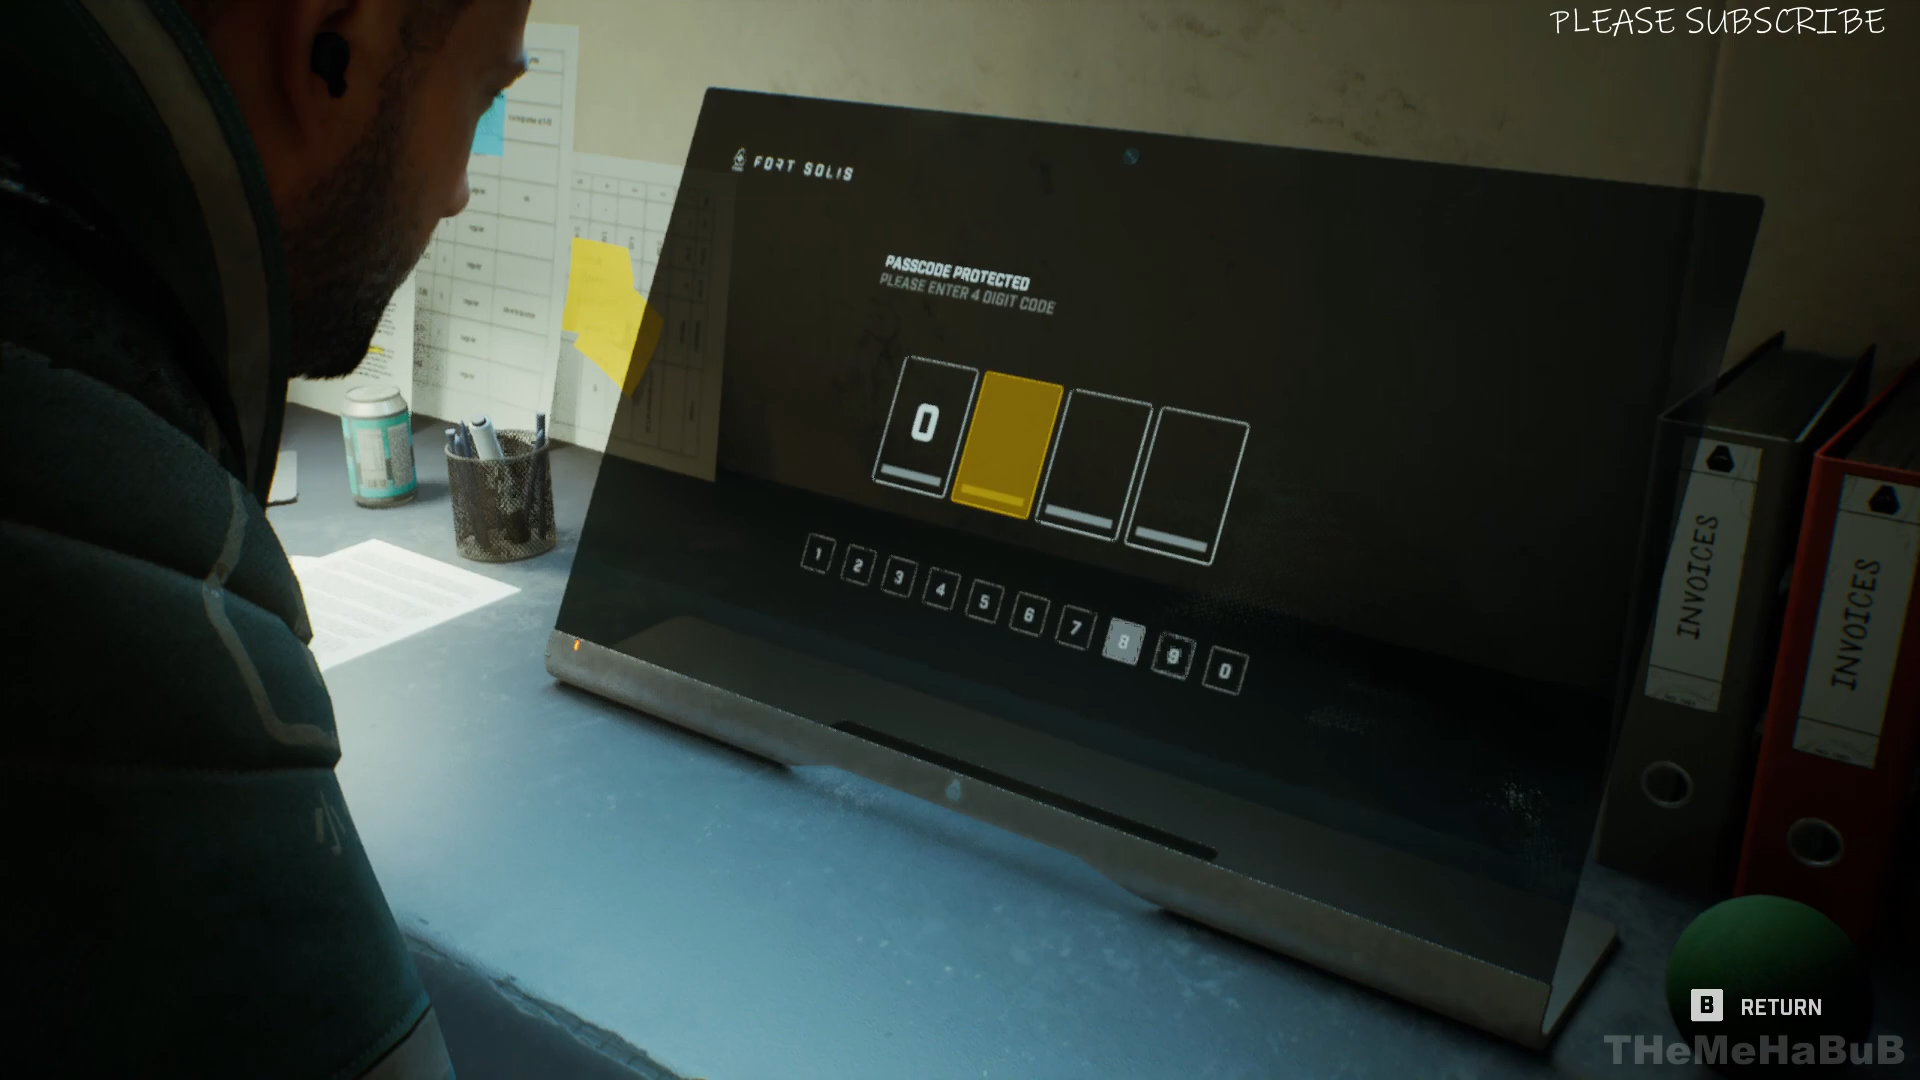 PLEASE SUBSCRIBE
FORT SOLIS
PASSCODE PROTECTED
PLEASE ENTER 4 DIGIT CODE
0
1 2 3 4 5 6 7 8 9 0
INVOICES
INVOICES
B RETURN
THeMeHaBuB